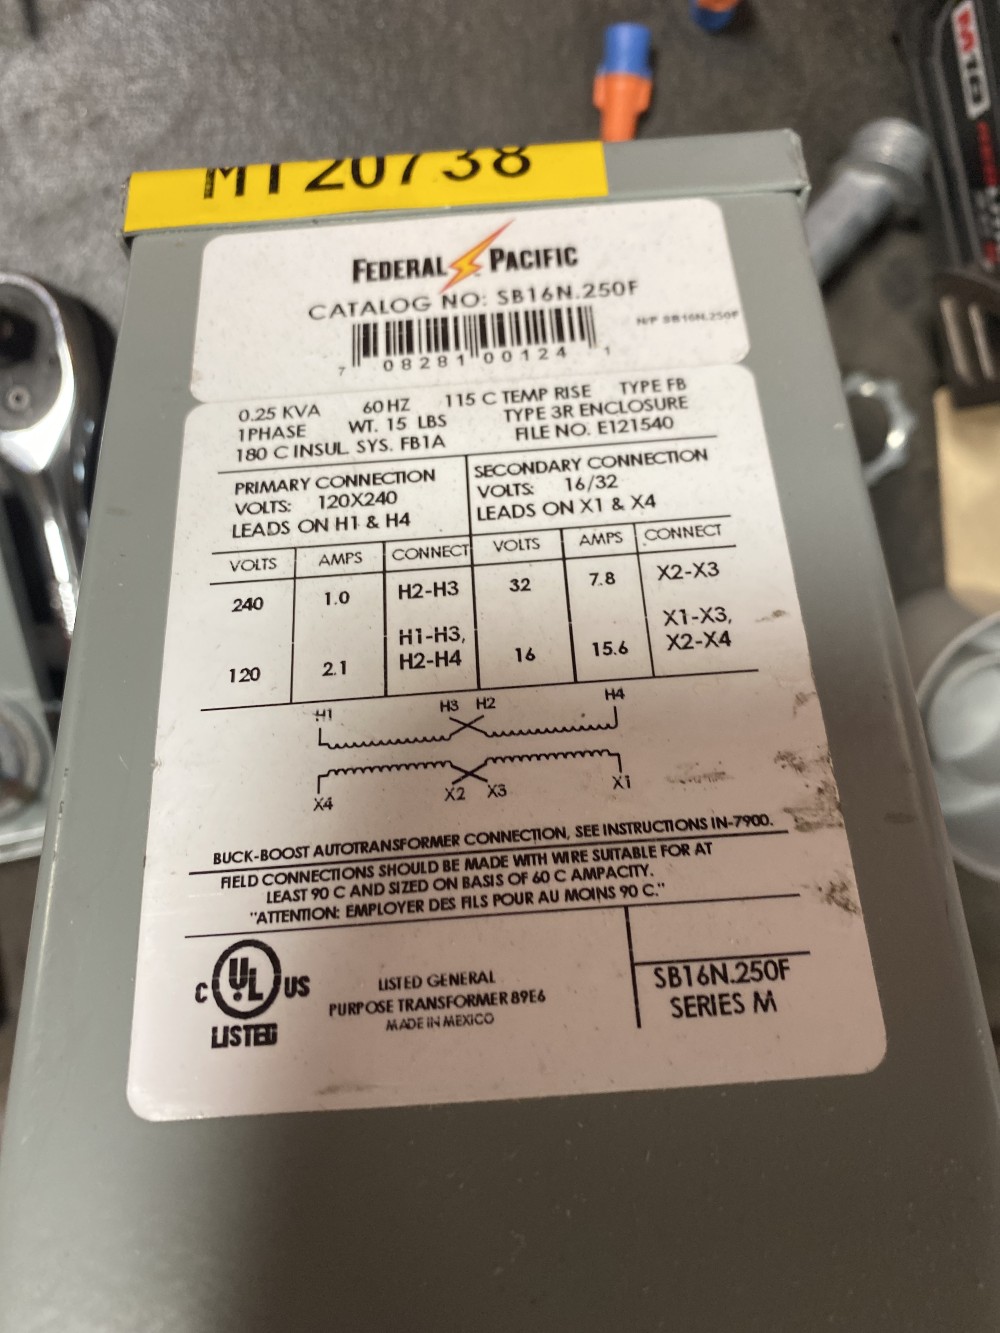 MT20738
FEDERAL PACIFIC
CATALOG NO: SB16N.250F
N/P SB16N.250F
7 08281 00124 1
0.25 KVA 60 HZ 115 C TEMP RISE TYPE FB
1PHASE WT. 15 LBS TYPE 3R ENCLOSURE
180 C INSUL. SYS. FB1A FILE NO. E121540
PRIMARY CONNECTION
VOLTS: 120X240
LEADS ON H1 & H4
SECONDARY CONNECTION
VOLTS: 16/32
LEADS ON X1 & X4
VOLTS AMPS CONNECT VOLTS AMPS CONNECT
240 1.0 H2-H3 32 7.8 X2-X3
120 2.1 H1-H3, H2-H4 16 15.6 X1-X3, X2-X4
H1 H3 H2 H4
X4 X2 X3 X1
BUCK-BOOST AUTOTRANSFORMER CONNECTION, SEE INSTRUCTIONS IN-7900.
FIELD CONNECTIONS SHOULD BE MADE WITH WIRE SUITABLE FOR AT
LEAST 90 C AND SIZED ON BASIS OF 60 C AMPACITY.
"ATTENTION: EMPLOYER DES FILS POUR AU MOINS 90 C."
C UL US
LISTED
LISTED GENERAL
PURPOSE TRANSFORMER 89E6
MADE IN MEXICO
SB16N.250F
SERIES M
M18